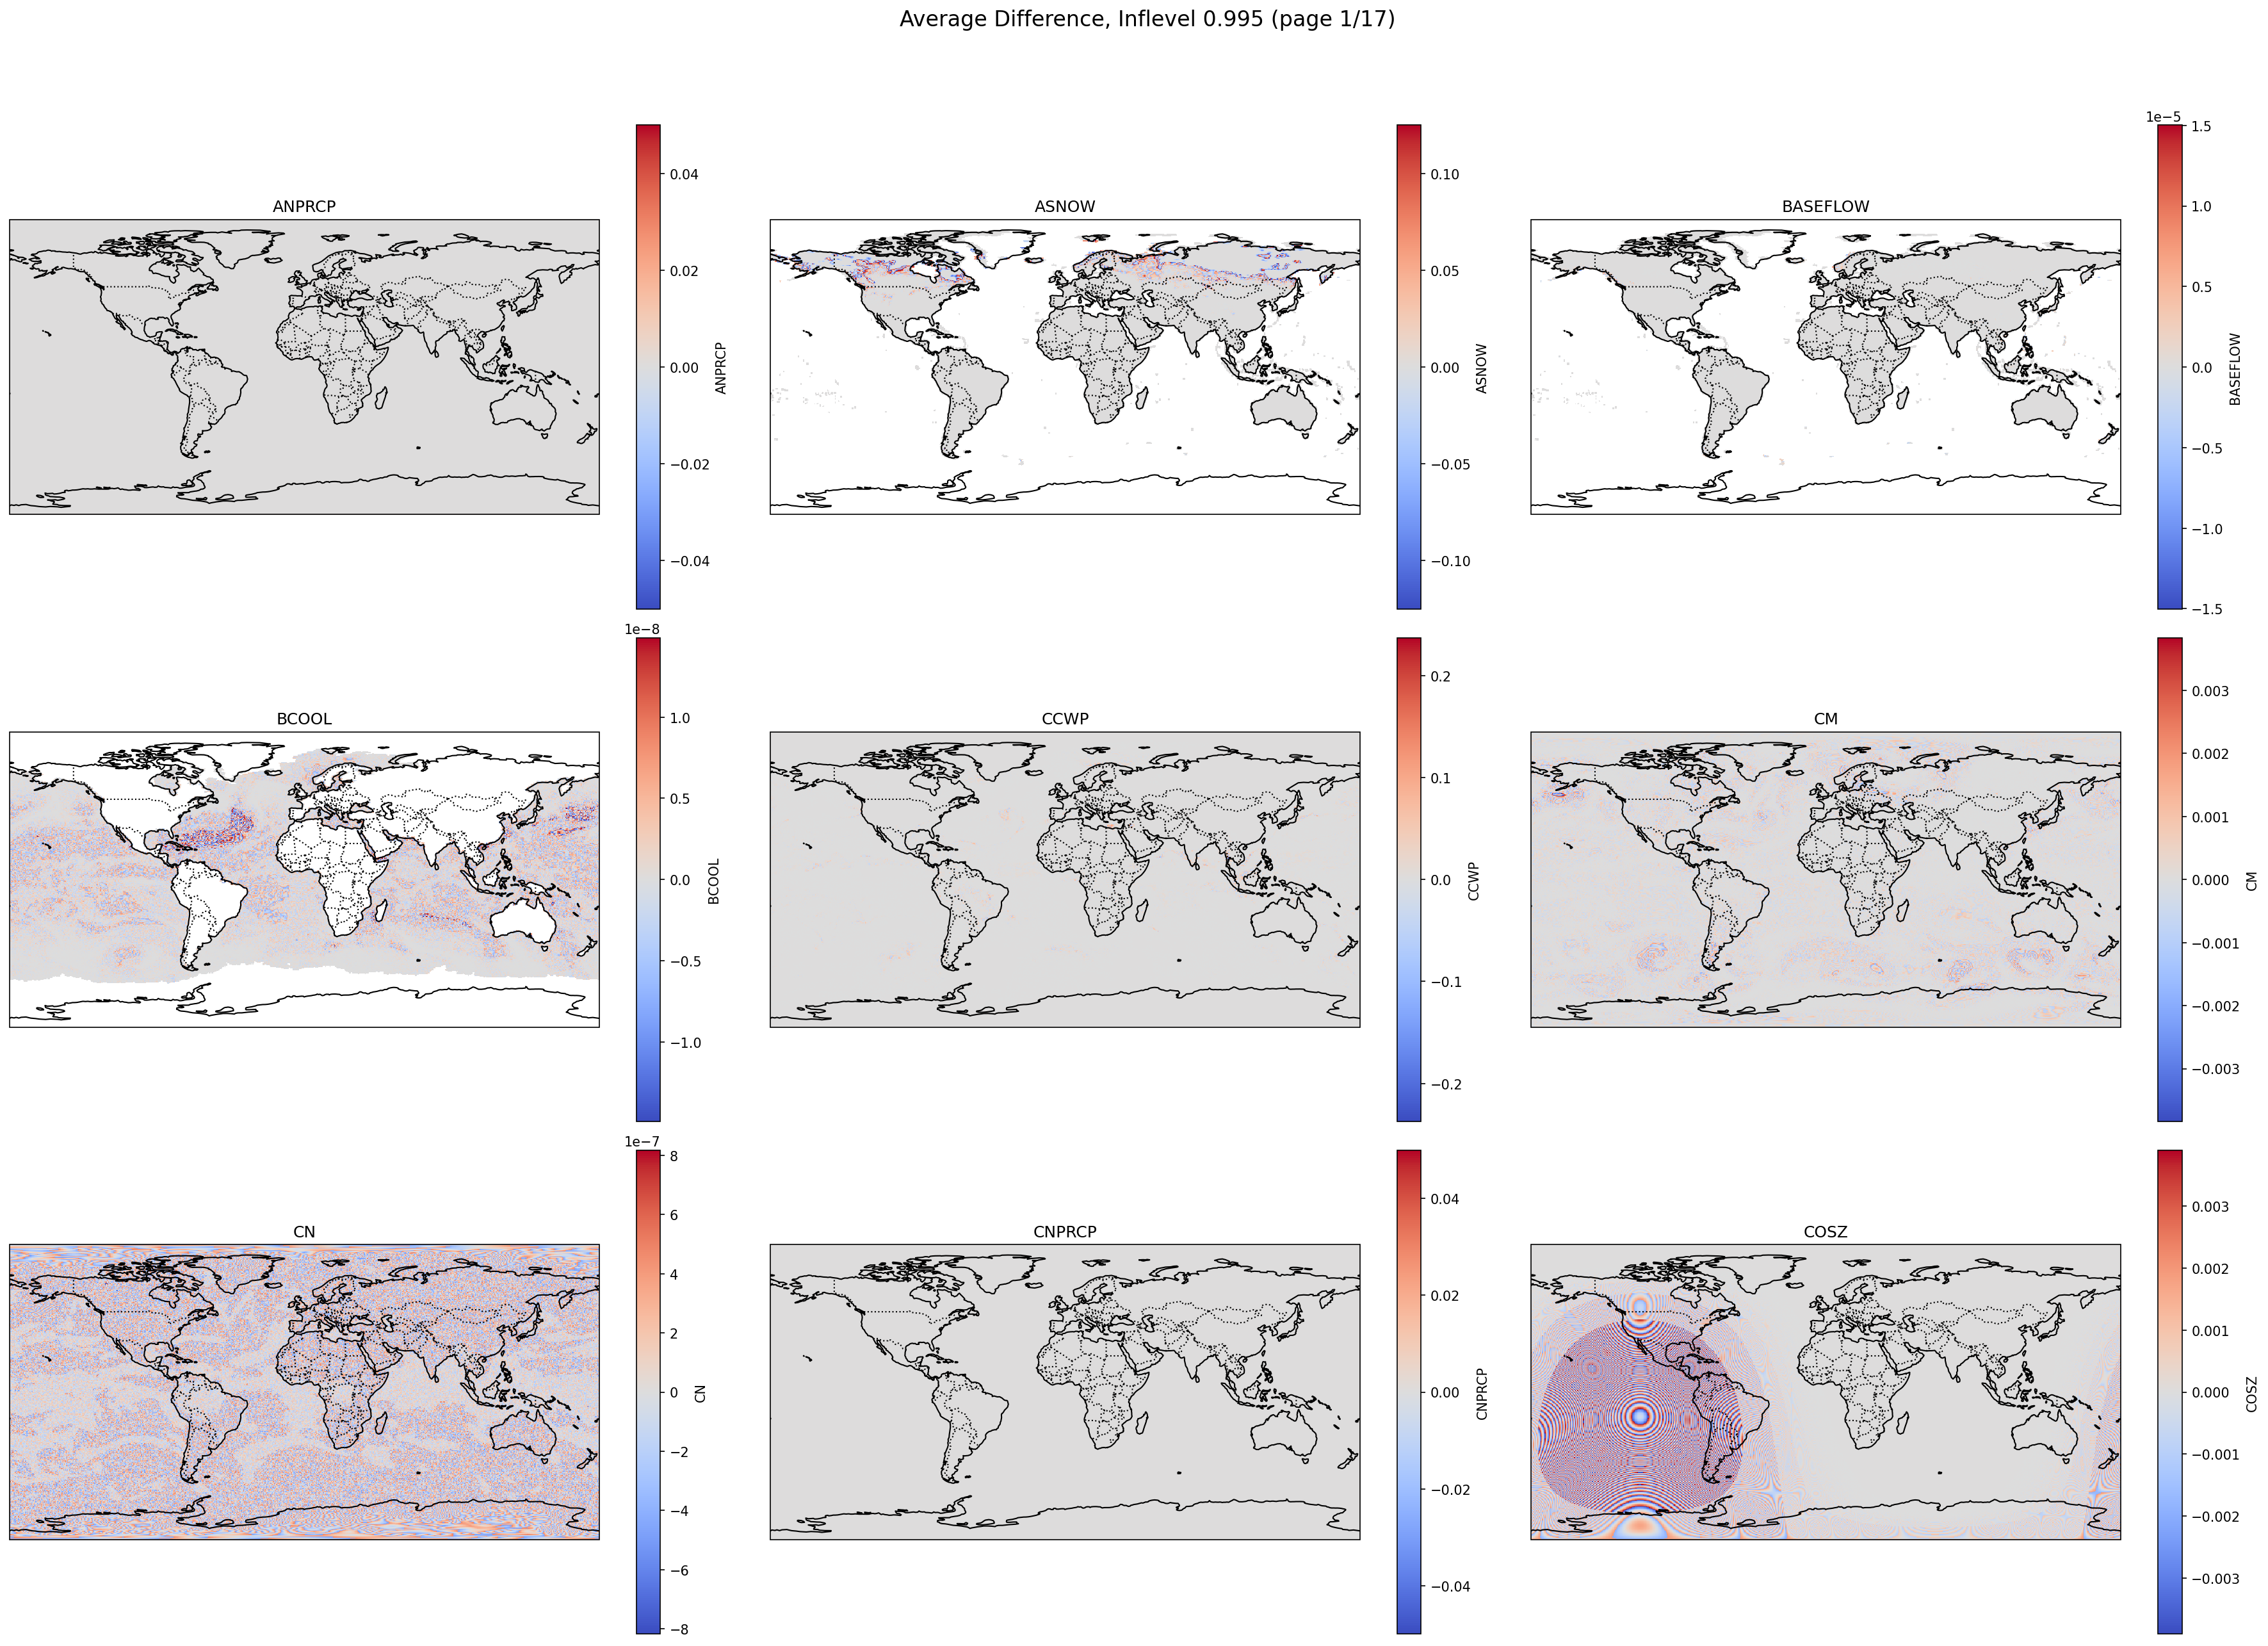 Average Difference, Inflevel 0.995 (page 1/17)
ANPRCP
0.04
0.02
0.00
−0.02
−0.04
ANPRCP
ASNOW
0.10
0.05
0.00
−0.05
−0.10
ASNOW
BASEFLOW
1e−5
1.5
1.0
0.5
0.0
−0.5
−1.0
−1.5
BASEFLOW
BCOOL
1e−8
1.0
0.5
0.0
−0.5
−1.0
BCOOL
CCWP
0.2
0.1
0.0
−0.1
−0.2
CCWP
CM
0.003
0.002
0.001
0.000
−0.001
−0.002
−0.003
CM
CN
1e−7
8
6
4
2
0
−2
−4
−6
−8
CN
CNPRCP
0.04
0.02
0.00
−0.02
−0.04
CNPRCP
COSZ
0.003
0.002
0.001
0.000
−0.001
−0.002
−0.003
COSZ